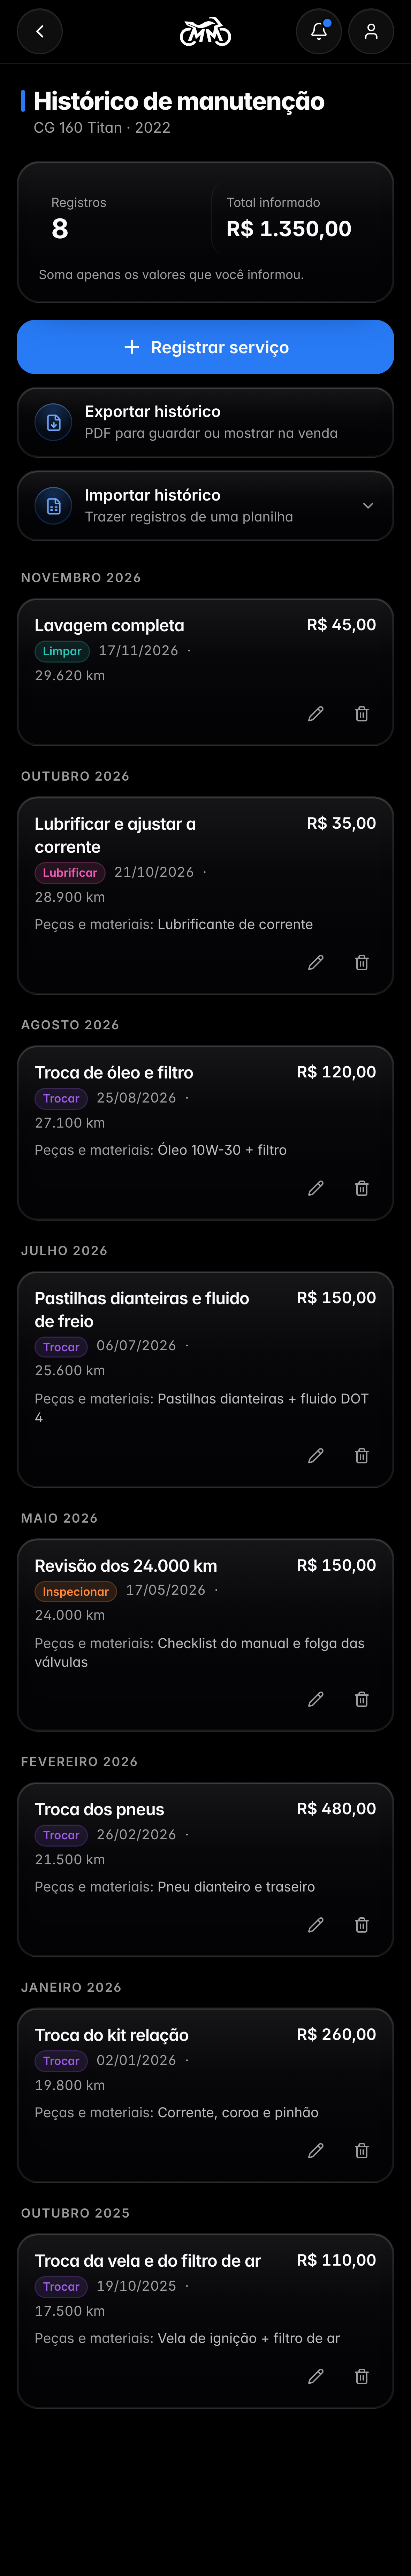 Histórico de manutenção
CG 160 Titan · 2022
Registros
8
Total informado
R$ 1.350,00
Soma apenas os valores que você informou.
Registrar serviço
Exportar histórico
PDF para guardar ou mostrar na venda
Importar histórico
Trazer registros de uma planilha
NOVEMBRO 2026
Lavagem completa R$ 45,00
Limpar 17/11/2026 ·
29.620 km
OUTUBRO 2026
Lubrificar e ajustar a R$ 35,00
corrente
Lubrificar 21/10/2026 ·
28.900 km
Peças e materiais: Lubrificante de corrente
AGOSTO 2026
Troca de óleo e filtro R$ 120,00
Trocar 25/08/2026 ·
27.100 km
Peças e materiais: Óleo 10W-30 + filtro
JULHO 2026
Pastilhas dianteiras e fluido R$ 150,00
de freio
Trocar 06/07/2026 ·
25.600 km
Peças e materiais: Pastilhas dianteiras + fluido DOT
4
MAIO 2026
Revisão dos 24.000 km R$ 150,00
Inspecionar 17/05/2026 ·
24.000 km
Peças e materiais: Checklist do manual e folga das
válvulas
FEVEREIRO 2026
Troca dos pneus R$ 480,00
Trocar 26/02/2026 ·
21.500 km
Peças e materiais: Pneu dianteiro e traseiro
JANEIRO 2026
Troca do kit relação R$ 260,00
Trocar 02/01/2026 ·
19.800 km
Peças e materiais: Corrente, coroa e pinhão
OUTUBRO 2025
Troca da vela e do filtro de ar R$ 110,00
Trocar 19/10/2025 ·
17.500 km
Peças e materiais: Vela de ignição + filtro de ar